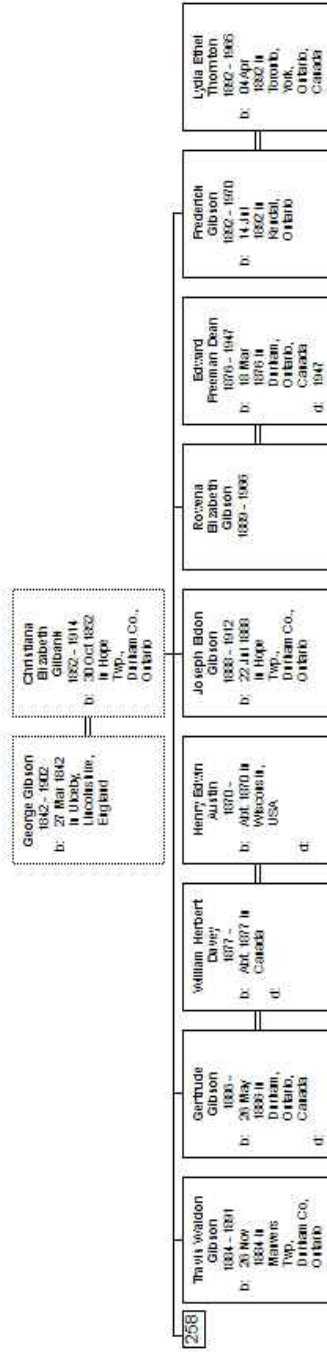 George Gibson
1842 - 1902
b: 27 Mar 1842
in Ulceby,
Lincolnshire,
England
Christiana
Elizabeth
Gilbank
1852 - 1914
b: 30 Oct 1852
in Hope
Twp.,
Durham Co.,
Ontario
258
Travis Waldon
Gibson
1884 - 1891
b: 26 Nov
1884 in
Manvers
Twp,
Durham Co,
Ontario
Gertrude
Gibson
1886 -
b: 26 May
1886 in
Durham,
Ontario,
Canada
d:
William Herbert
Davey
1877 -
b: Abt. 1877 in
Canada
d:
Henry Edwin
Austin
1870 -
b: Abt. 1870 in
Wisconsin,
USA
d:
Joseph Eldon
Gibson
1888 - 1912
b: 22 Jul 1888
in Hope
Twp.,
Durham Co.,
Ontario
Rowena
Elizabeth
Gibson
1889 - 1966
Edward
Freeman Dean
1876 - 1947
b: 18 Mar
1876 in
Durham,
Ontario,
Canada
d: 1947
Frederick
Gibson
1892 - 1970
b: 14 Jul
1892 in
Kendal,
Ontario
Lydia Ethel
Thornton
1892 - 1966
b: 04 Apr
1892 in
Toronto,
York,
Ontario,
Canada